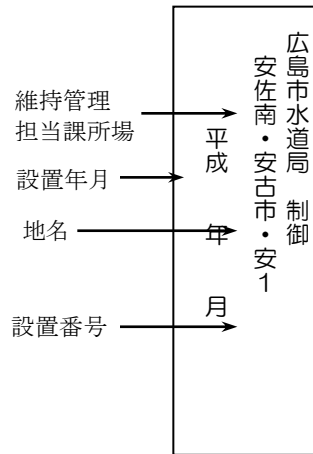 維持管理
担当課所場
設置年月
地名
設置番号
広島市水道局 制御
安佐南・安古市・安1
平成 年 月